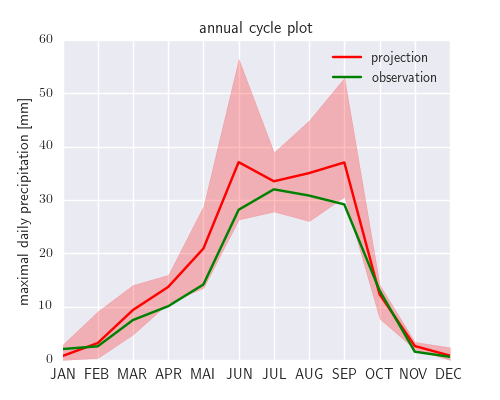 annual cycle plot
projection
observation
maximal daily precipitation [mm]
60
50
40
30
20
10
0
JAN FEB MAR APR MAI JUN JUL AUG SEP OCT NOV DEC